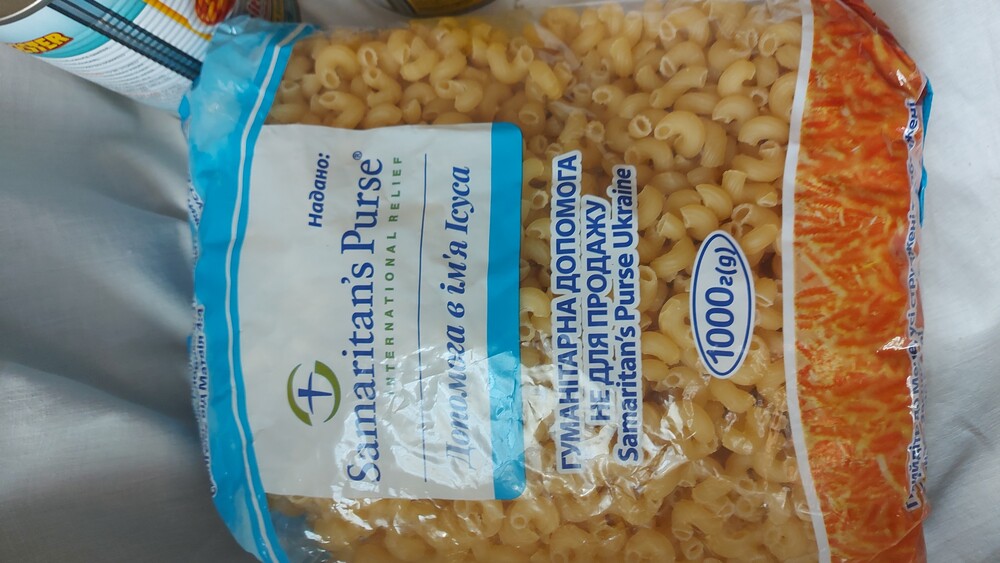 Надано:
Samaritan's Purse®
INTERNATIONAL RELIEF
Допомога в ім'я Ісуса
ГУМАНІТАРНА ДОПОМОГА
НЕ ДЛЯ ПРОДАЖУ
Samaritan's Purse Ukraine
1000г(g)